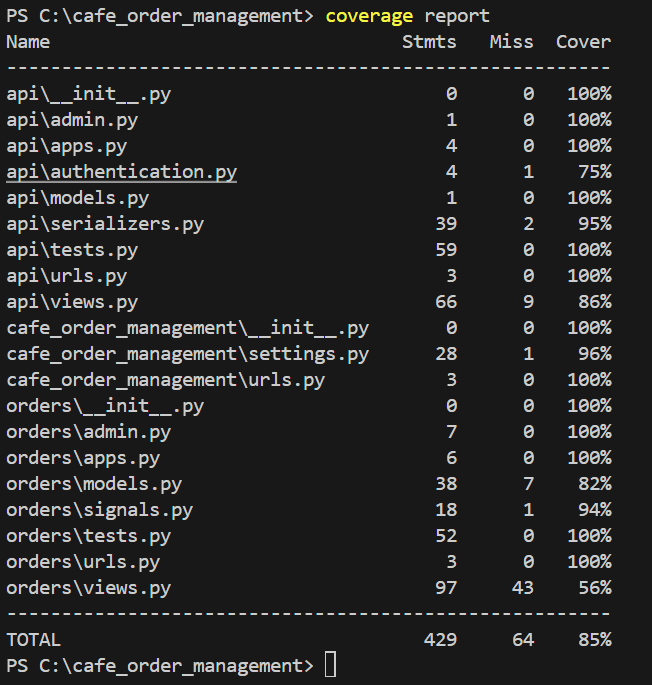 PS C:\cafe_order_management> coverage report
Name                                Stmts   Miss  Cover
-------------------------------------------------------
api\__init__.py                         0      0   100%
api\admin.py                            1      0   100%
api\apps.py                             4      0   100%
api\authentication.py                   4      1    75%
api\models.py                           1      0   100%
api\serializers.py                     39      2    95%
api\tests.py                           59      0   100%
api\urls.py                             3      0   100%
api\views.py                           66      9    86%
cafe_order_management\__init__.py       0      0   100%
cafe_order_management\settings.py      28      1    96%
cafe_order_management\urls.py           3      0   100%
orders\__init__.py                      0      0   100%
orders\admin.py                         7      0   100%
orders\apps.py                          6      0   100%
orders\models.py                       38      7    82%
orders\signals.py                      18      1    94%
orders\tests.py                        52      0   100%
orders\urls.py                          3      0   100%
orders\views.py                        97     43    56%
-------------------------------------------------------
TOTAL                                 429     64    85%
PS C:\cafe_order_management>